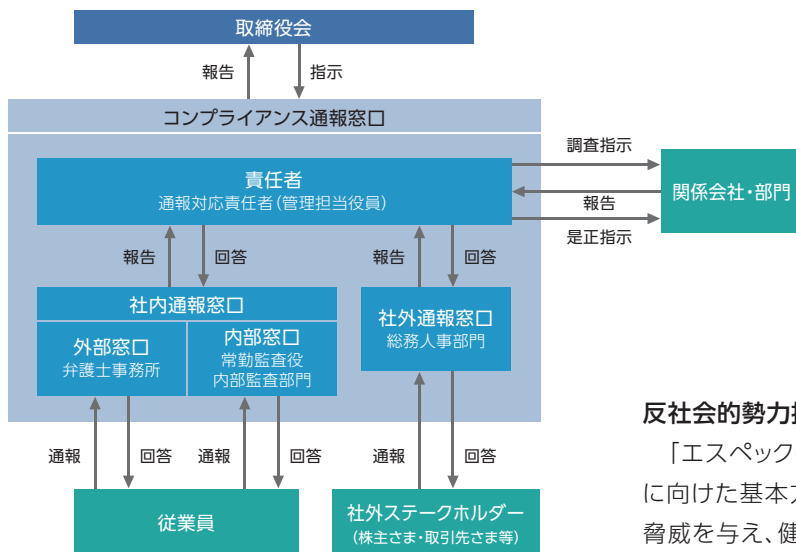 取締役会
報告
指示
コンプライアンス通報窓口
責任者
通報対応責任者（管理担当役員）
調査指示
報告
是正指示
関係会社・部門
報告
回答
報告
回答
社内通報窓口
外部窓口
弁護士事務所
内部窓口
常勤監査役
内部監査部門
社外通報窓口
総務人事部門
通報
回答
通報
回答
通報
回答
従業員
社外ステークホルダー
（株主さま・取引先さま等）
反社会的勢力
「エスペック
に向けた基本
脅威を与え、健